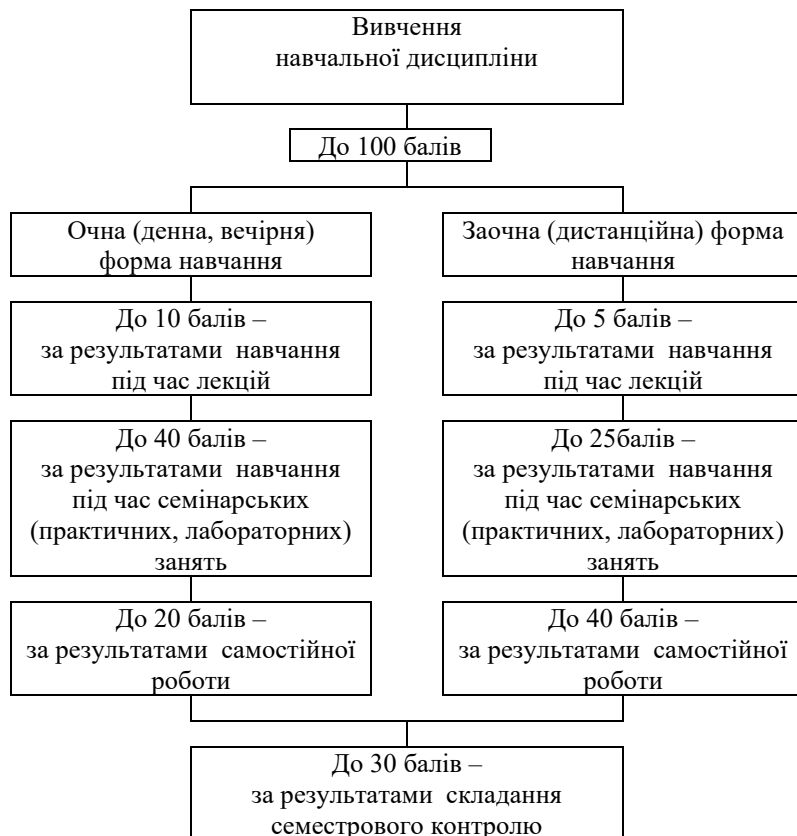 Вивчення
навчальної дисципліни
До 100 балів
Очна (денна, вечірня)
форма навчання
Заочна (дистанційна) форма
навчання
До 10 балів –
за результатами навчання
під час лекцій
До 5 балів –
за результатами навчання
під час лекцій
До 40 балів –
за результатами навчання
під час семінарських
(практичних, лабораторних)
занять
До 25балів –
за результатами навчання
під час семінарських
(практичних, лабораторних)
занять
До 20 балів –
за результатами самостійної
роботи
До 40 балів –
за результатами самостійної
роботи
До 30 балів –
за результатами складання
семестрового контролю